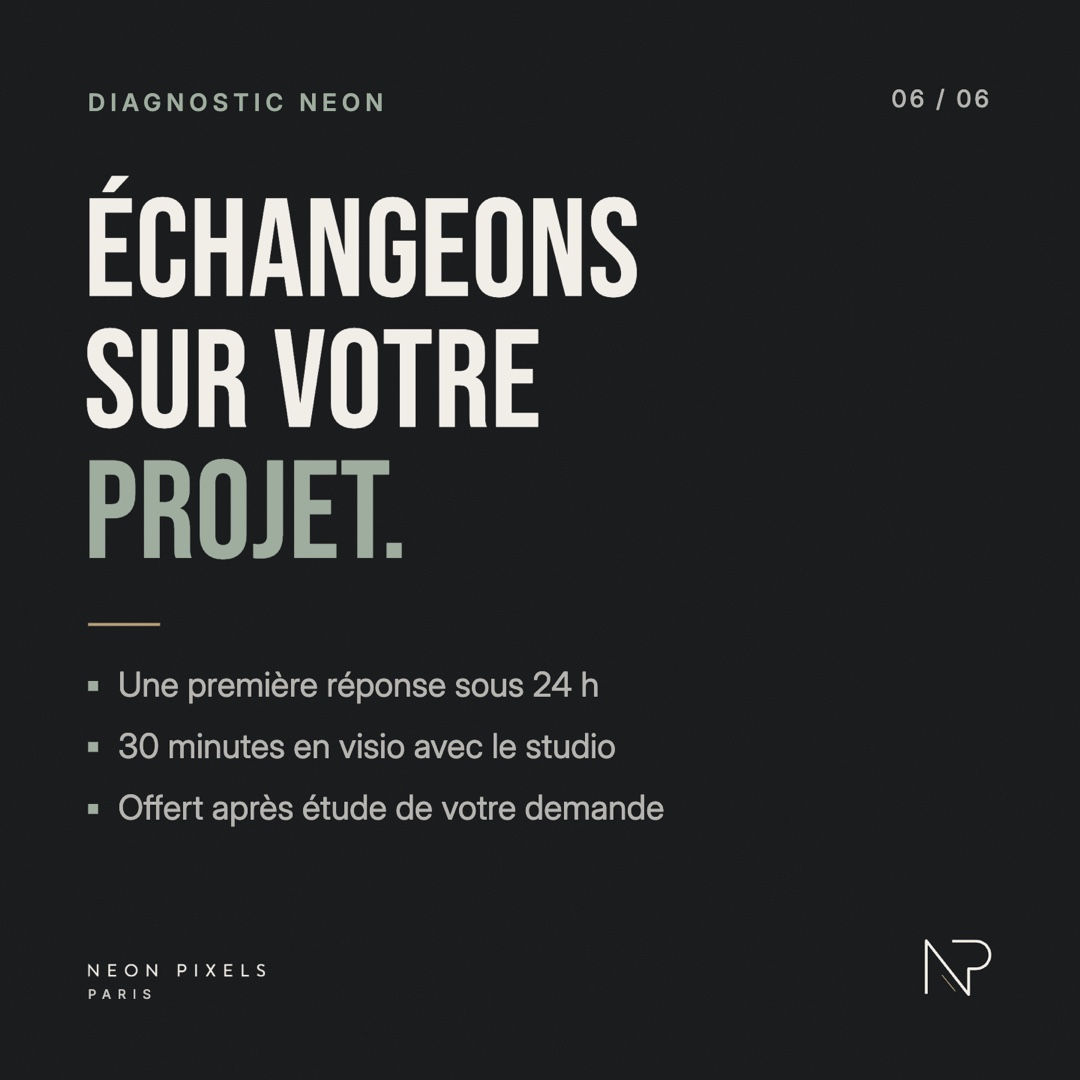 DIAGNOSTIC NEON
06 / 06
ÉCHANGEONS
SUR VOTRE
PROJET.
Une première réponse sous 24 h
30 minutes en visio avec le studio
Offert après étude de votre demande
NEON PIXELS
PARIS
NP